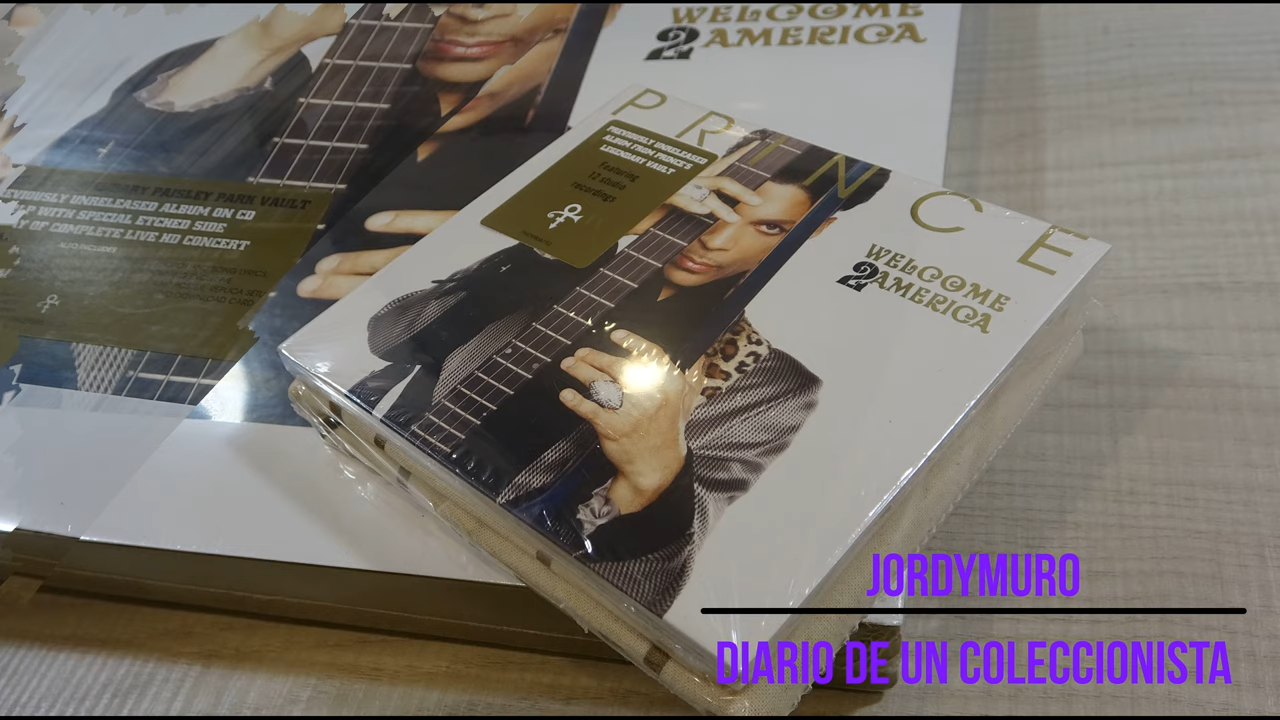 WELCOME
2 AMERICA
PRINCE
PREVIOUSLY UNRELEASED
ALBUM FROM PRINCE'S
LEGENDARY VAULT
Featuring
12 studio
recordings
WELCOME
2 AMERICA
PAISLEY PARK VAULT
UNRELEASED ALBUM ON CD
WITH SPECIAL ETCHED SIDE
OF COMPLETE LIVE HD CONCERT
ALSO INCLUDES
JORDYMURO
DIARIO DE UN COLECCIONISTA